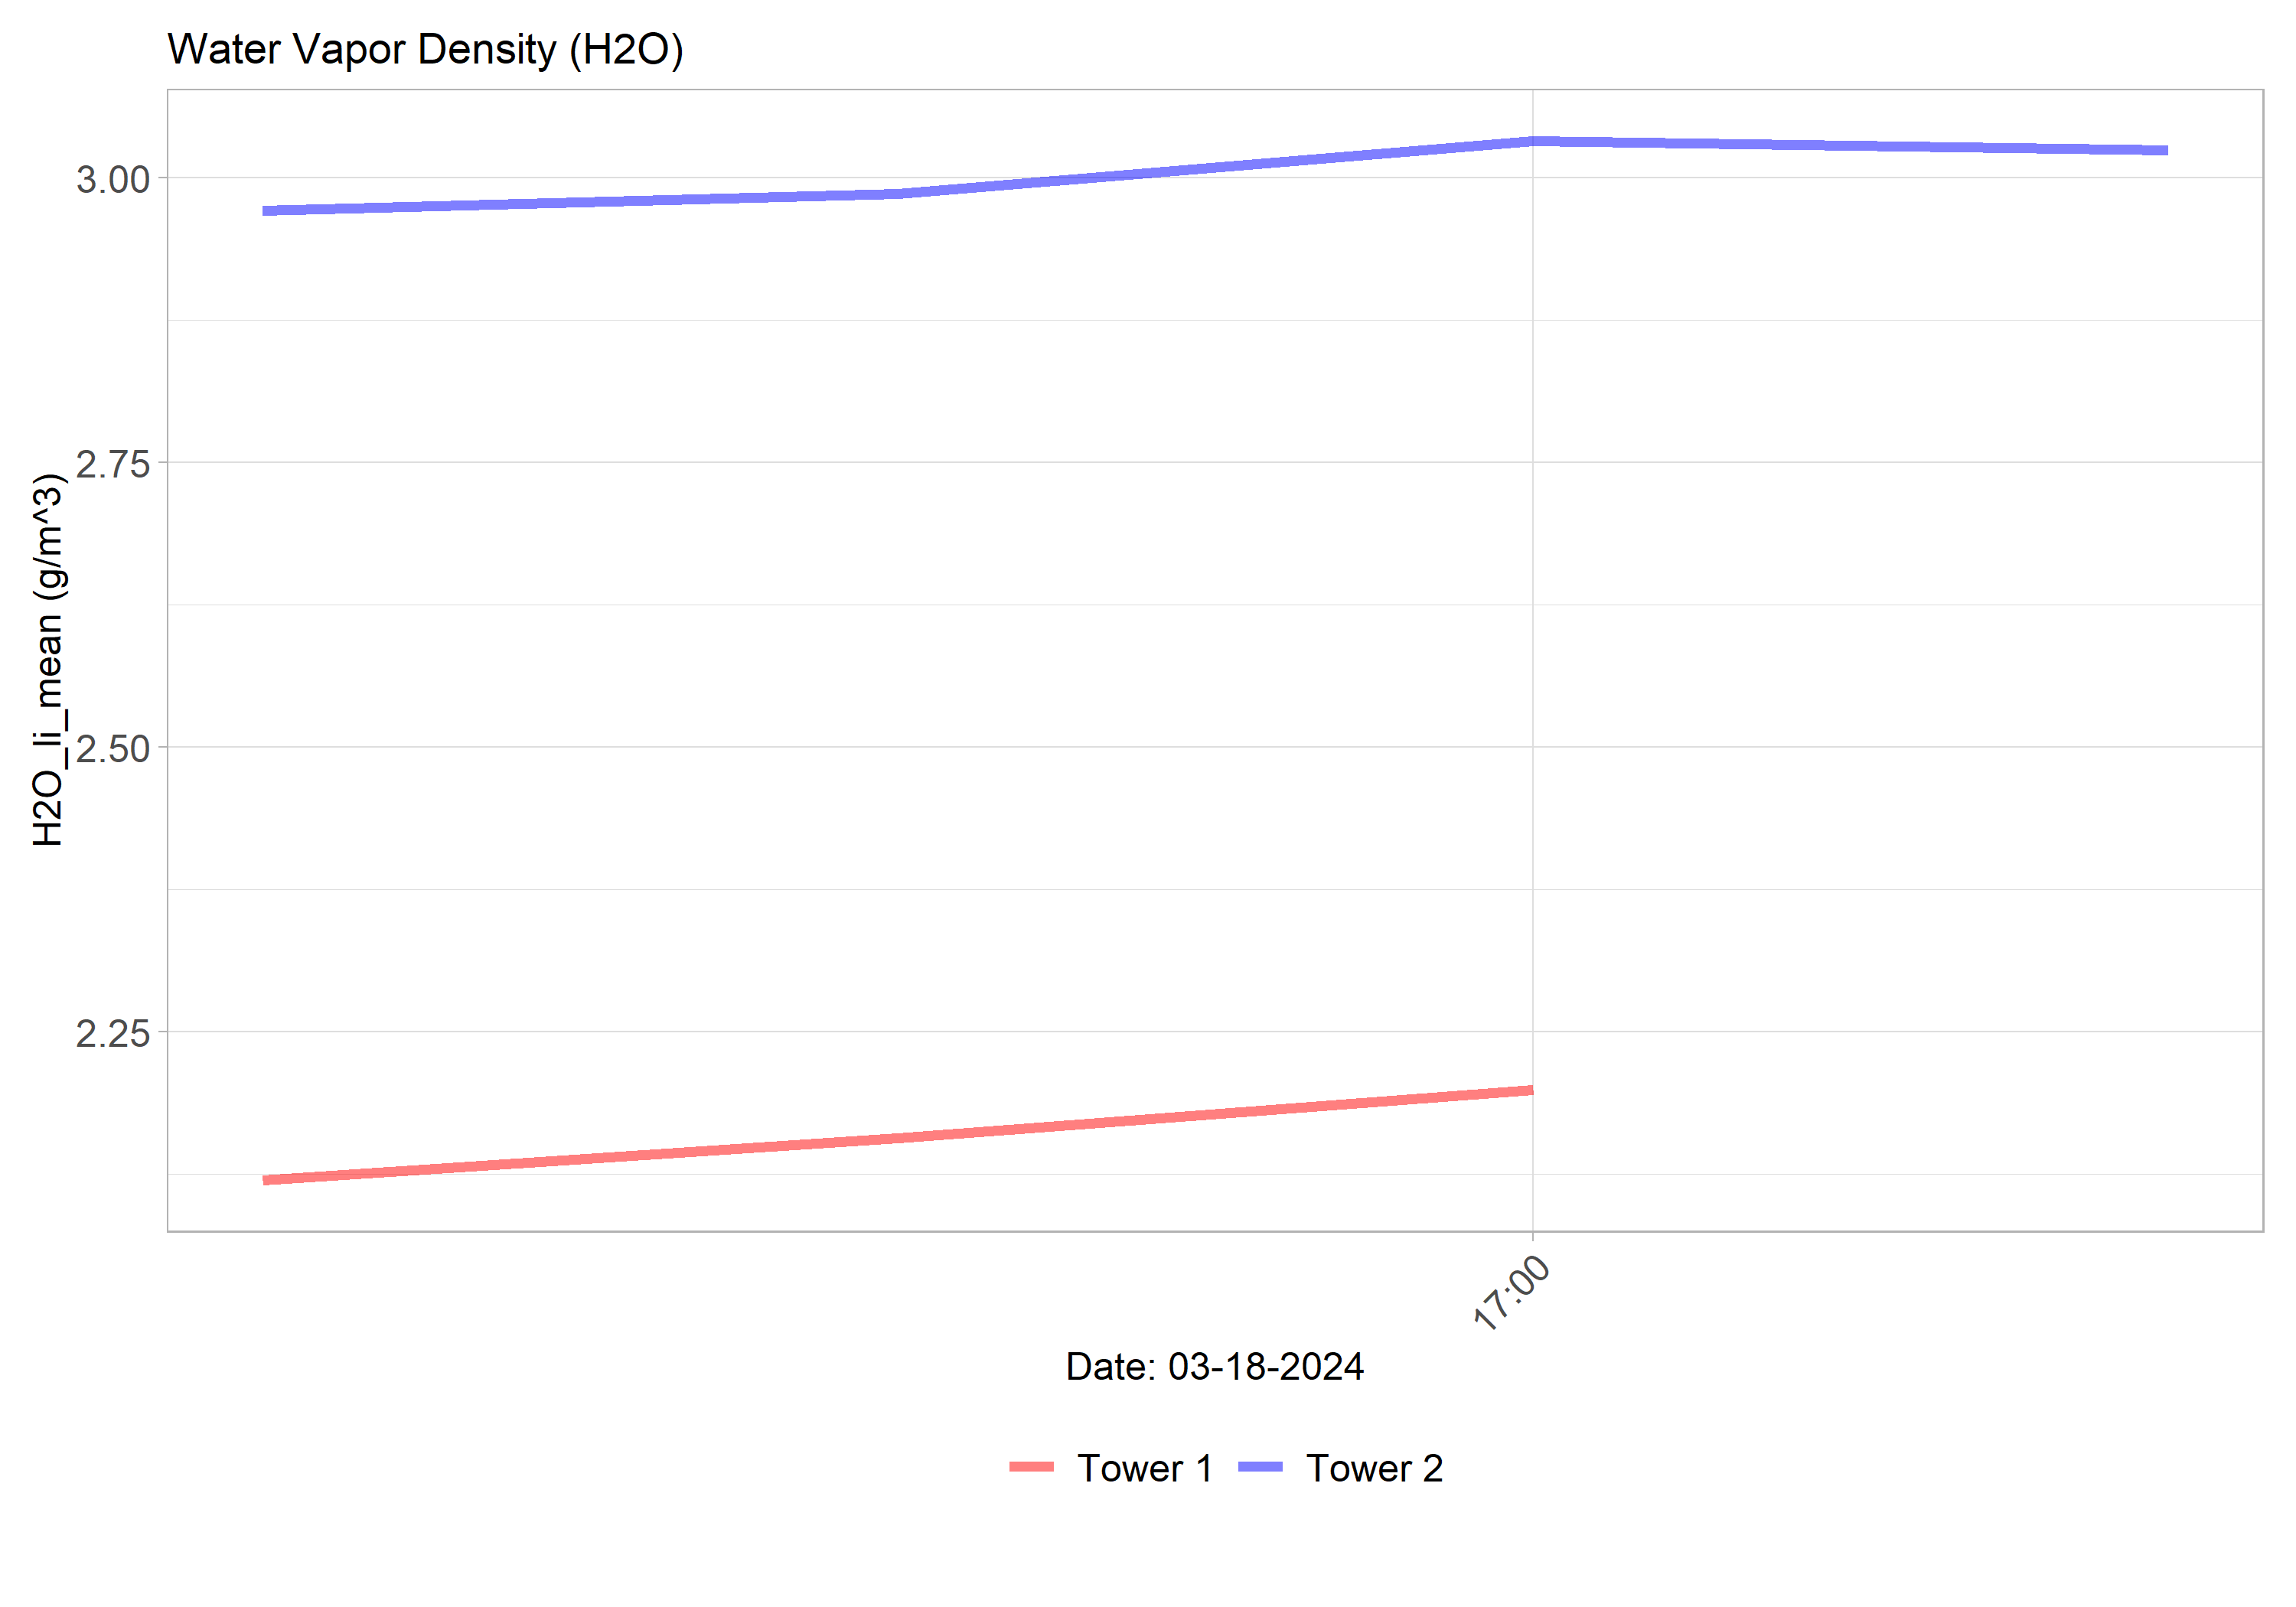 Water Vapor Density (H2O)
H2O_li_mean (g/m^3)
3.00
2.75
2.50
2.25
17:00
Date: 03-18-2024
Tower 1
Tower 2